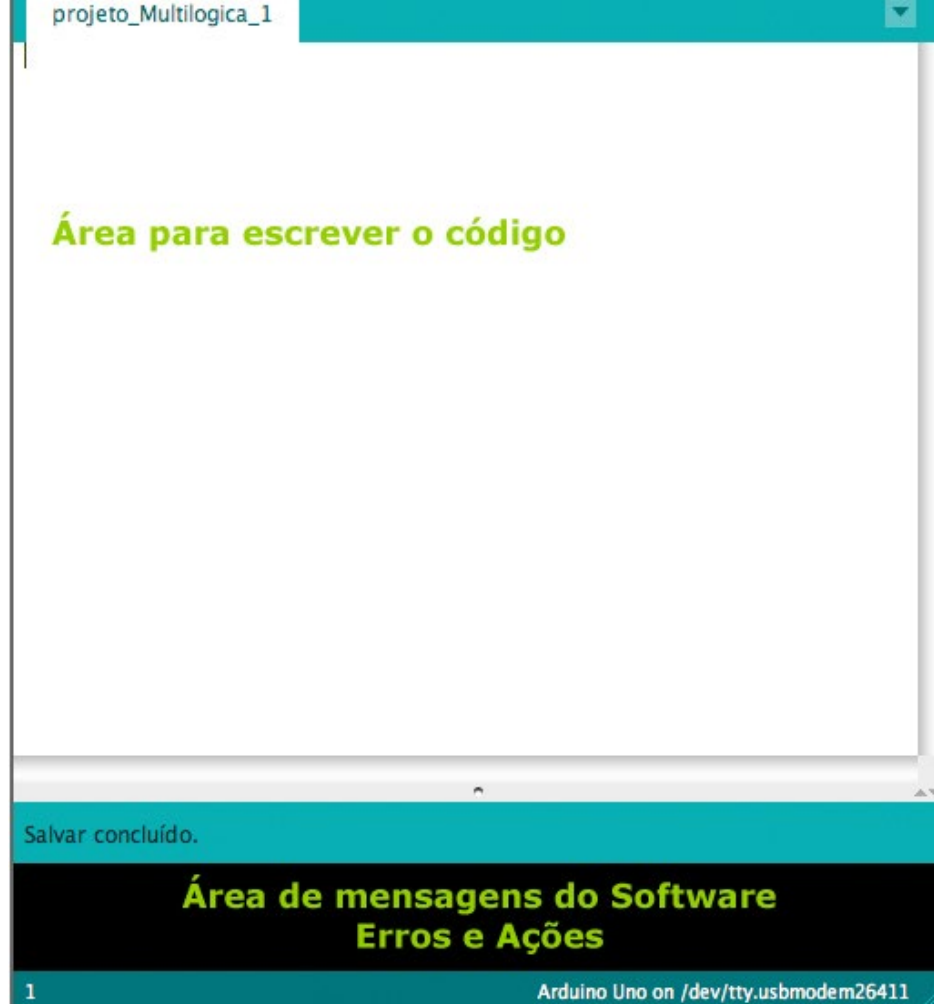 projeto_Multilogica_1
Área para escrever o código
Salvar concluído.
Área de mensagens do Software
Erros e Ações
1 Arduino Uno on /dev/tty.usbmodem26411